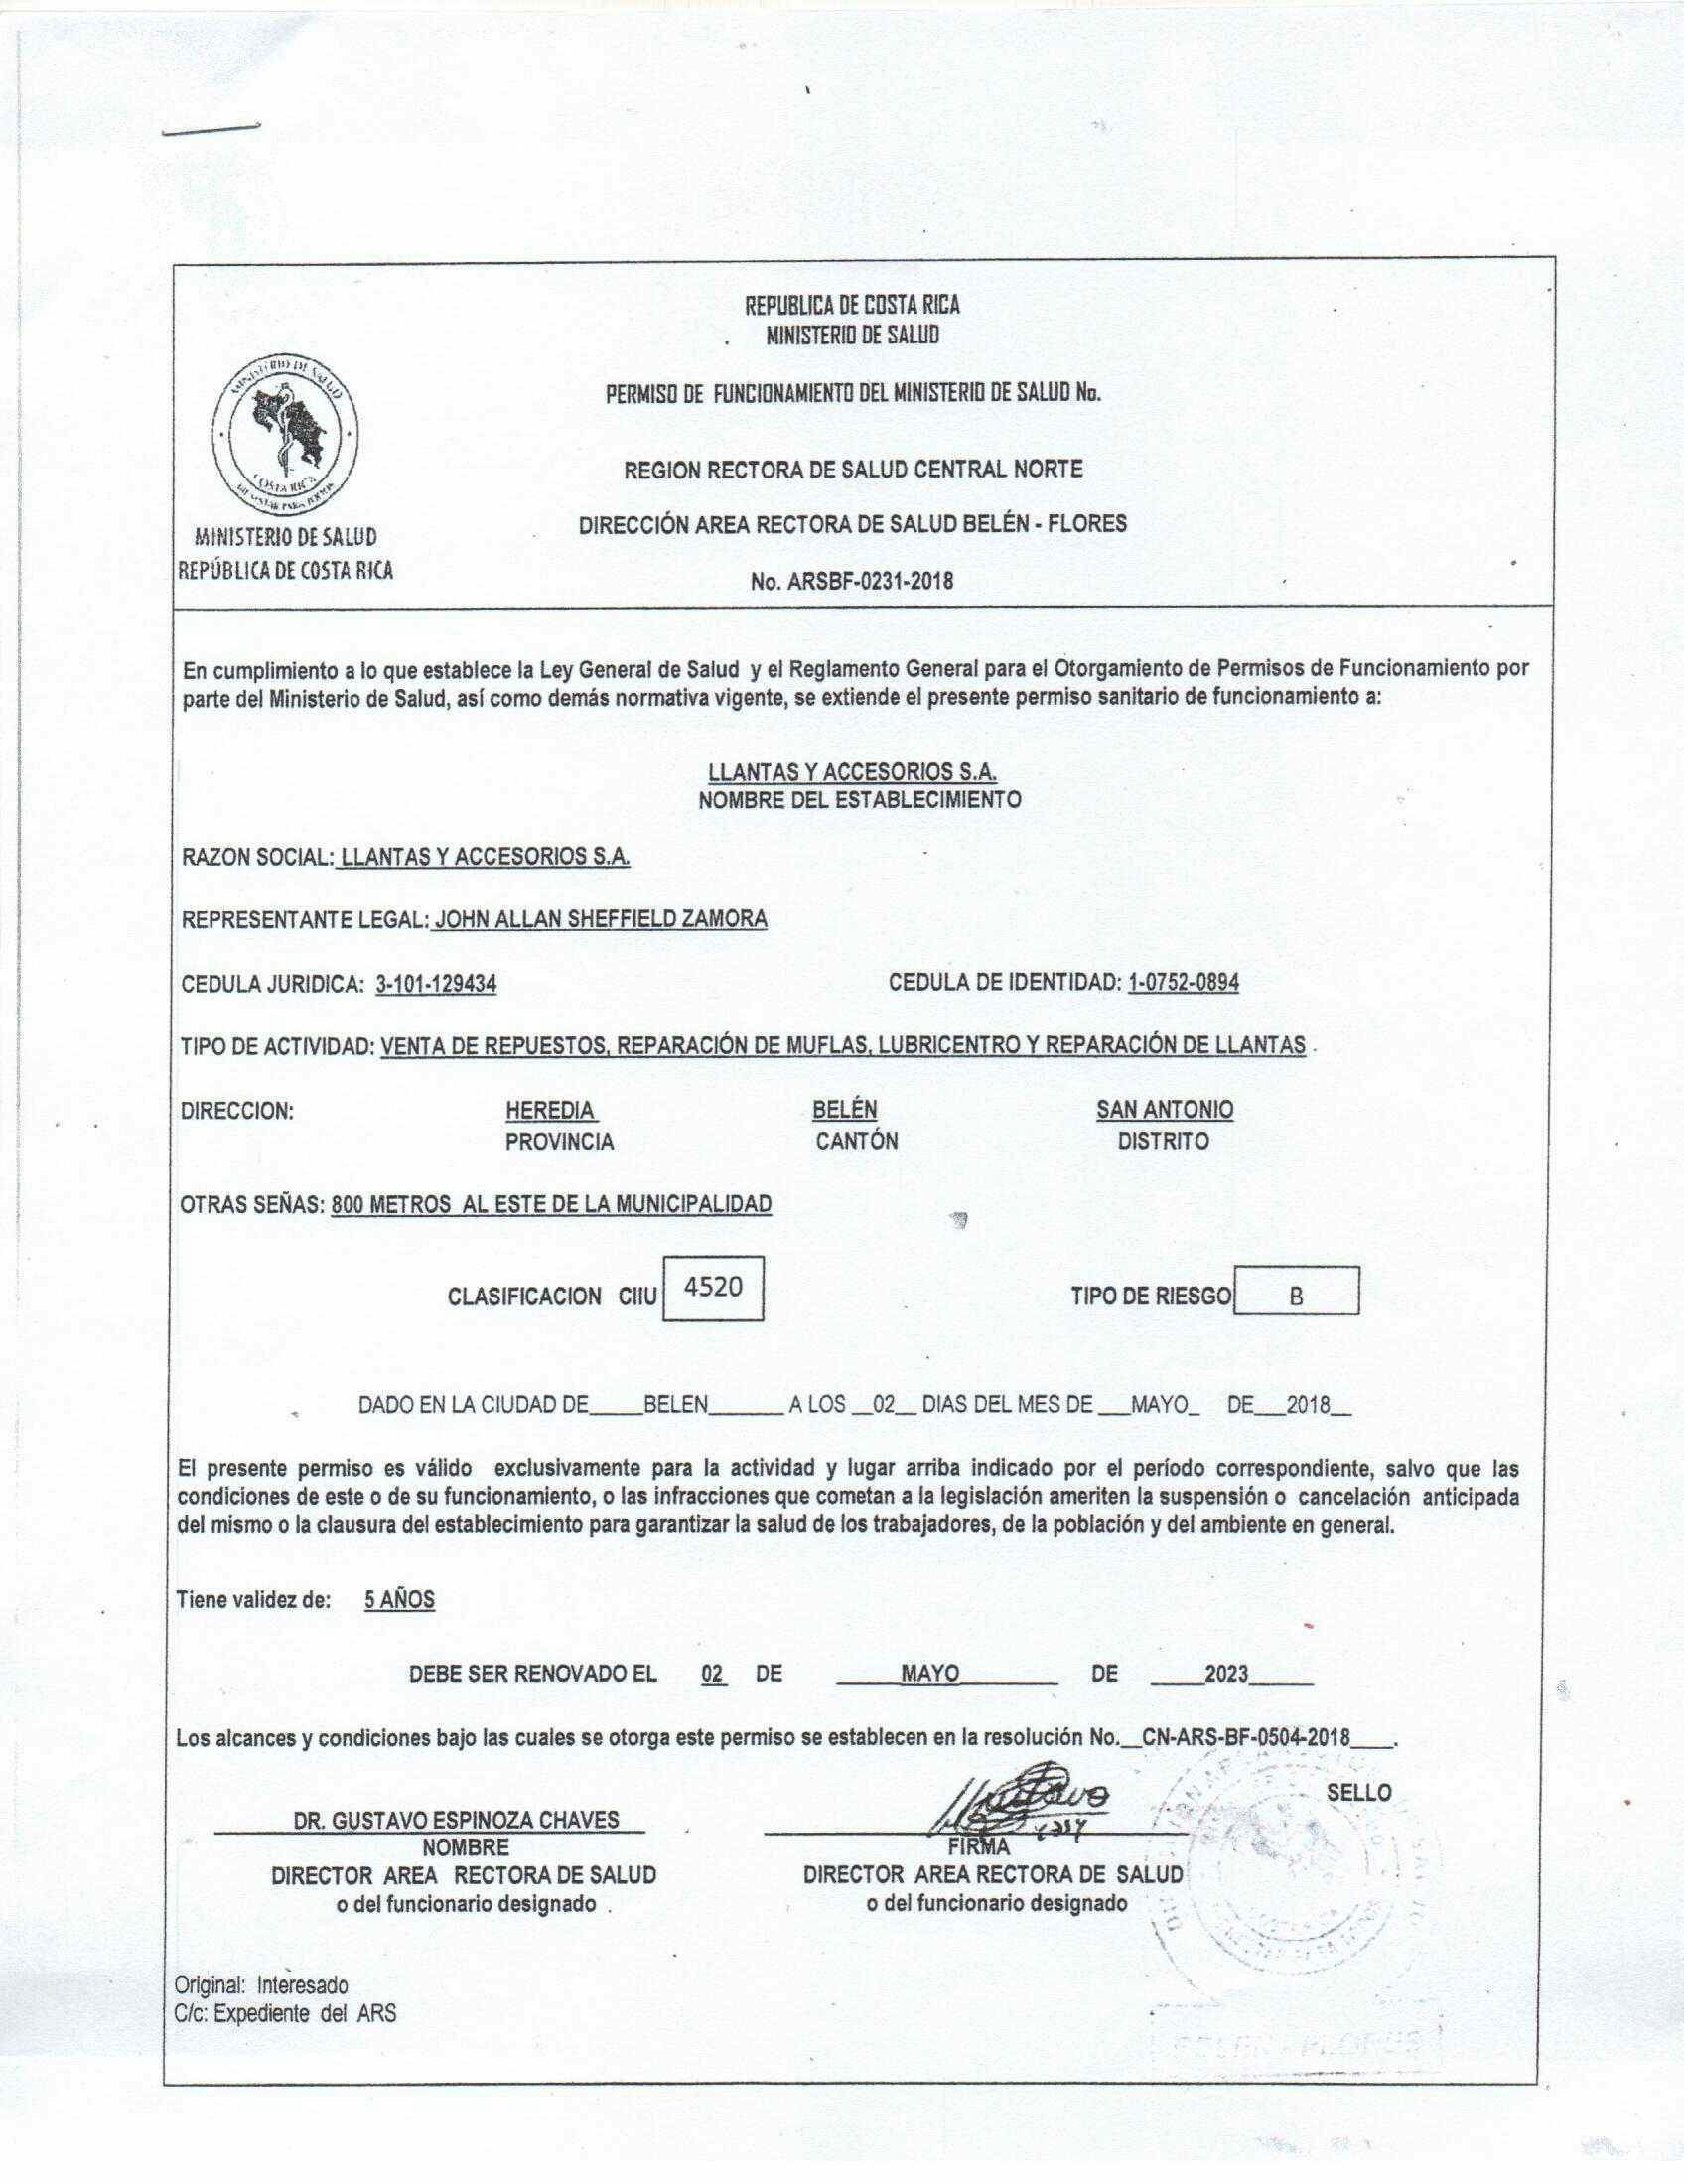 REPUBLICA DE COSTA RICA
MINISTERIO DE SALUD
PERMISO DE FUNCIONAMIENTO DEL MINISTERIO DE SALUD No.
REGION RECTORA DE SALUD CENTRAL NORTE
DIRECCIÓN AREA RECTORA DE SALUD BELÉN - FLORES
No. ARSBF-0231-2018
MINISTERIO DE SALUD
COSTA RICA
MINISTERIO DE SALUD
REPÚBLICA DE COSTA RICA
En cumplimiento a lo que establece la Ley General de Salud y el Reglamento General para el Otorgamiento de Permisos de Funcionamiento por
parte del Ministerio de Salud, así como demás normativa vigente, se extiende el presente permiso sanitario de funcionamiento a:
LLANTAS Y ACCESORIOS S.A.
NOMBRE DEL ESTABLECIMIENTO
RAZON SOCIAL: LLANTAS Y ACCESORIOS S.A.
REPRESENTANTE LEGAL: JOHN ALLAN SHEFFIELD ZAMORA
CEDULA JURIDICA: 3-101-129434 CEDULA DE IDENTIDAD: 1-0752-0894
TIPO DE ACTIVIDAD: VENTA DE REPUESTOS, REPARACIÓN DE MUFLAS, LUBRICENTRO Y REPARACIÓN DE LLANTAS .
DIRECCION: HEREDIA BELÉN SAN ANTONIO
PROVINCIA CANTÓN DISTRITO
OTRAS SEÑAS: 800 METROS AL ESTE DE LA MUNICIPALIDAD
CLASIFICACION CIIU 4520 TIPO DE RIESGO B
DADO EN LA CIUDAD DE____BELEN______ A LOS __02__ DIAS DEL MES DE ___MAYO_ DE___2018__
El presente permiso es válido exclusivamente para la actividad y lugar arriba indicado por el período correspondiente, salvo que las
condiciones de este o de su funcionamiento, o las infracciones que cometan a la legislación ameriten la suspensión o cancelación anticipada
del mismo o la clausura del establecimiento para garantizar la salud de los trabajadores, de la población y del ambiente en general.
Tiene validez de: 5 AÑOS
DEBE SER RENOVADO EL 02 DE _____MAYO________ DE ____2023_____
Los alcances y condiciones bajo las cuales se otorga este permiso se establecen en la resolución No.__CN-ARS-BF-0504-2018____.
SELLO
DR. GUSTAVO ESPINOZA CHAVES
NOMBRE FIRMA
DIRECTOR AREA RECTORA DE SALUD DIRECTOR AREA RECTORA DE SALUD
o del funcionario designado . o del funcionario designado
Original: Interesado
C/c: Expediente del ARS